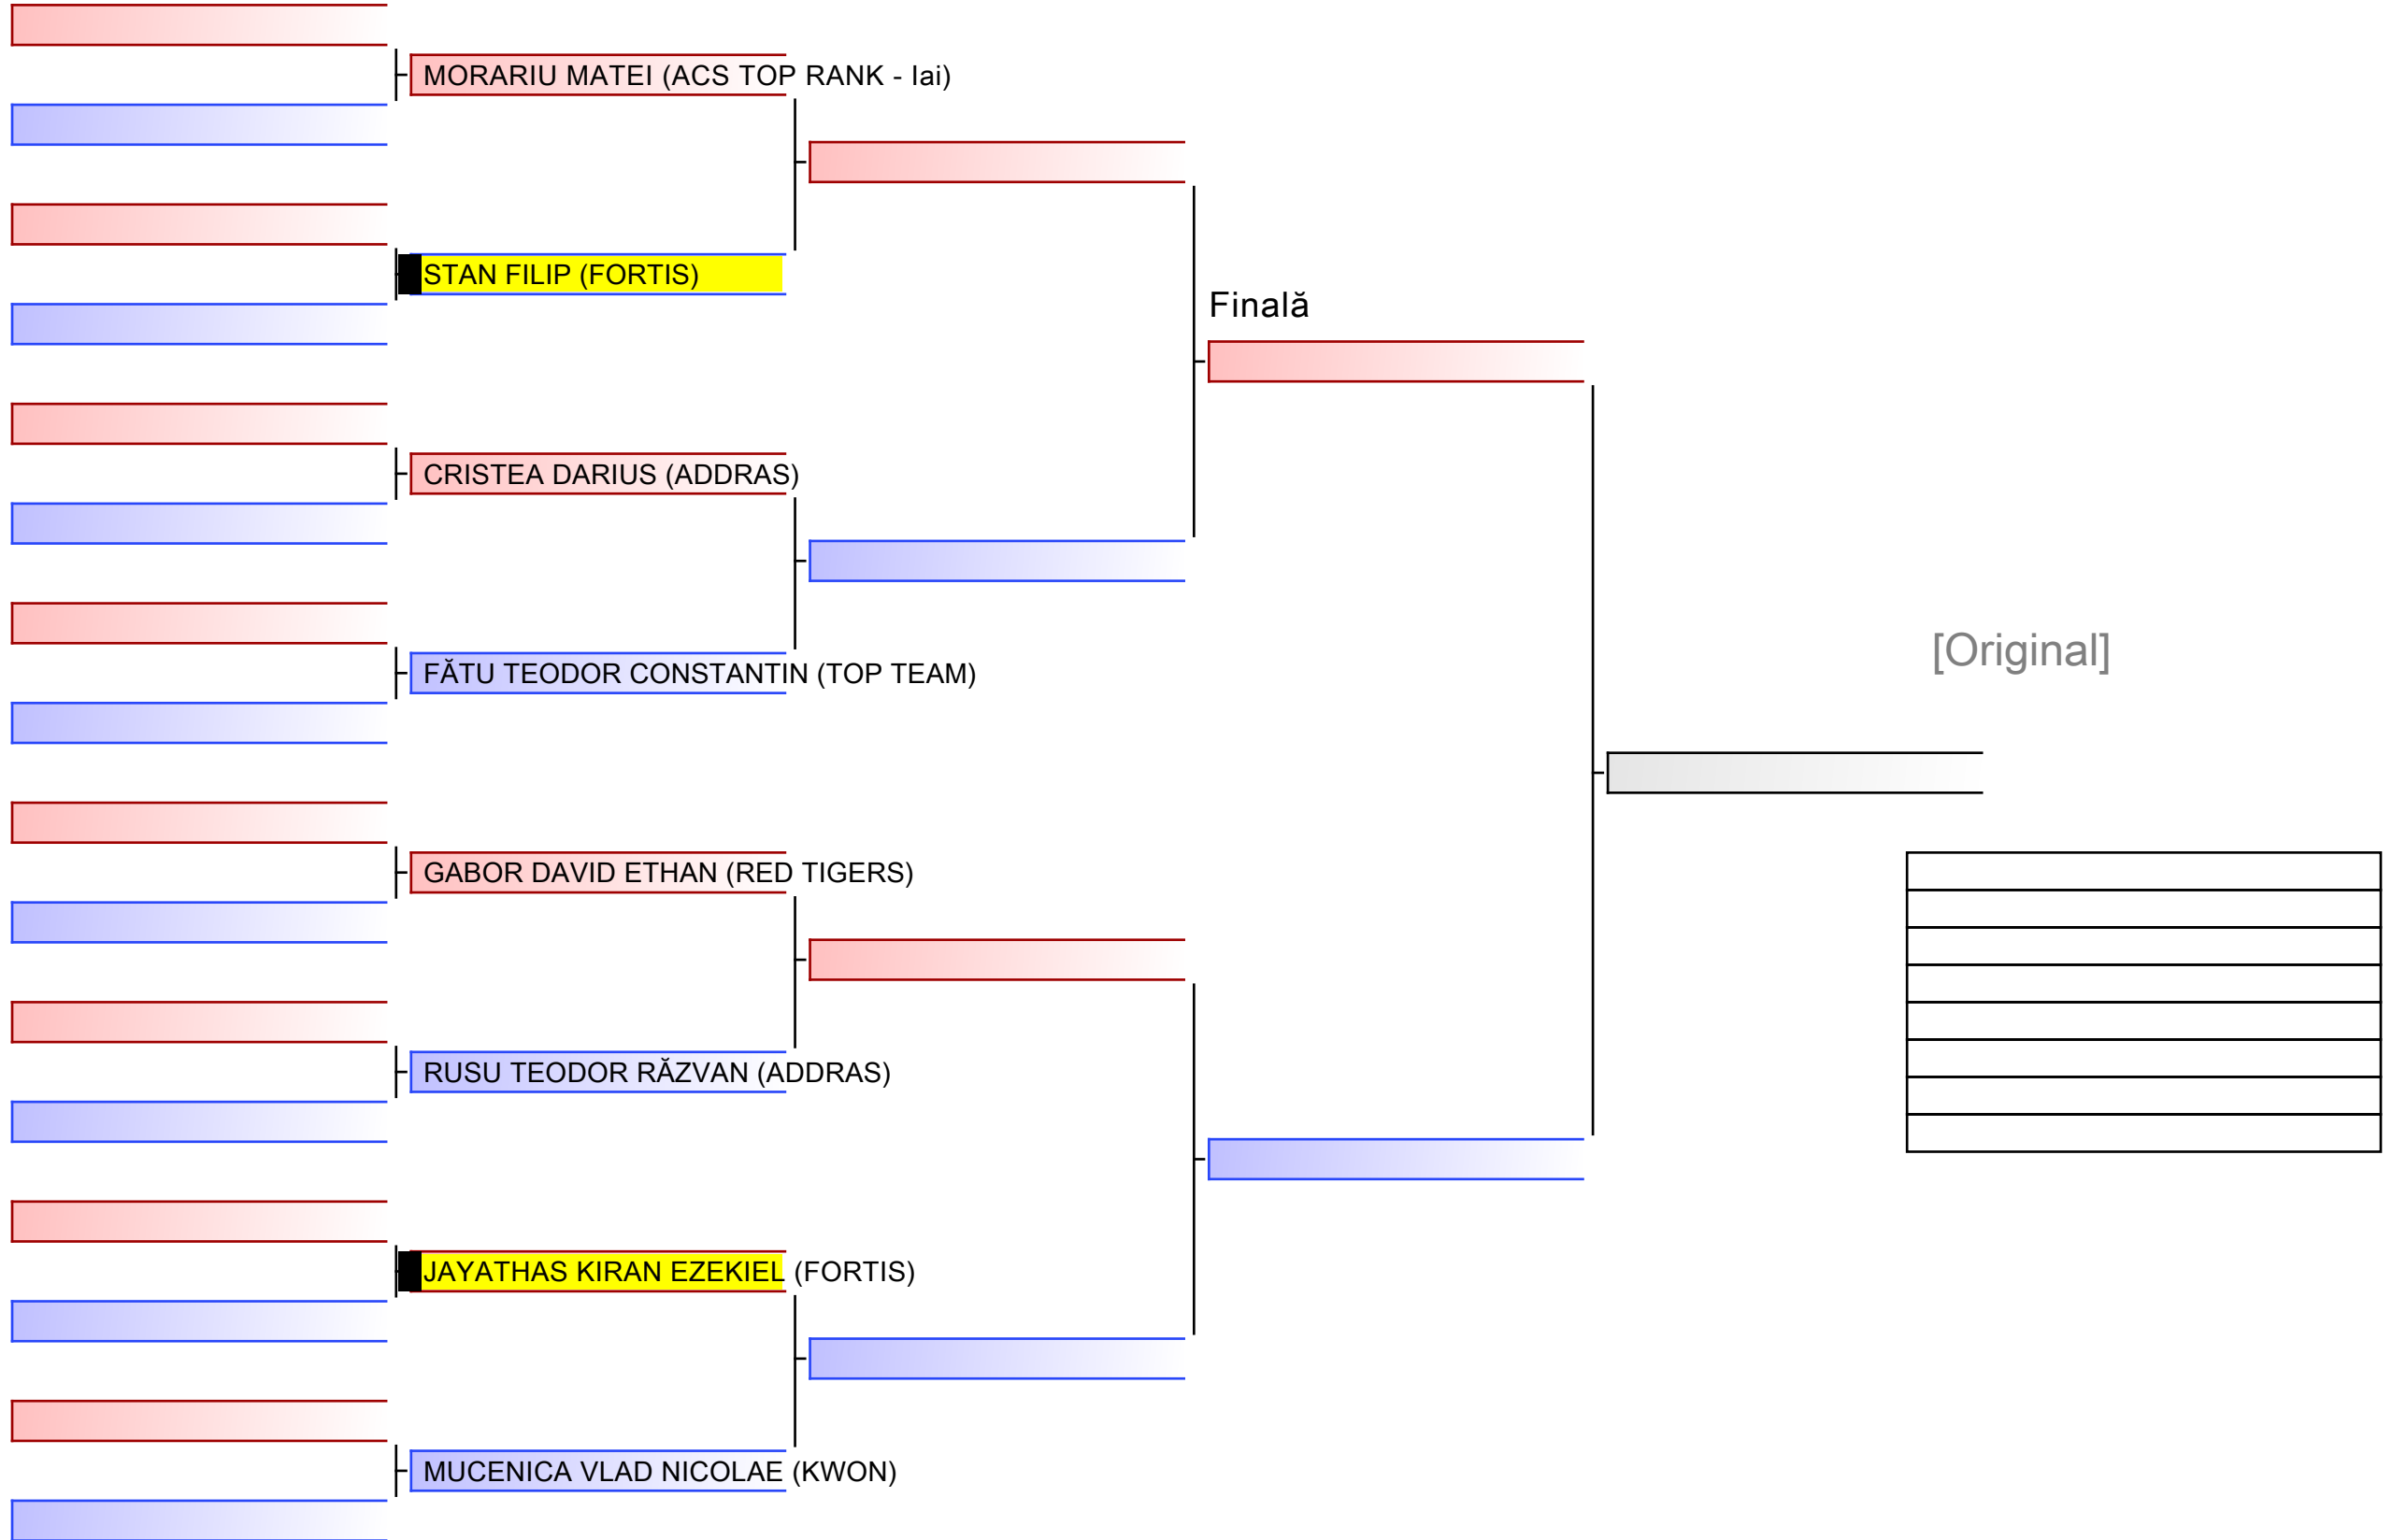 MORARIU MATEI (ACS TOP RANK - Iai)
STAN FILIP (FORTIS)
Finală
CRISTEA DARIUS (ADDRAS)
[Original]
FĂTU TEODOR CONSTANTIN (TOP TEAM)
GABOR DAVID ETHAN (RED TIGERS)
RUSU TEODOR RĂZVAN (ADDRAS)
JAYATHAS KIRAN EZEKIEL (FORTIS)
MUCENICA VLAD NICOLAE (KWON)